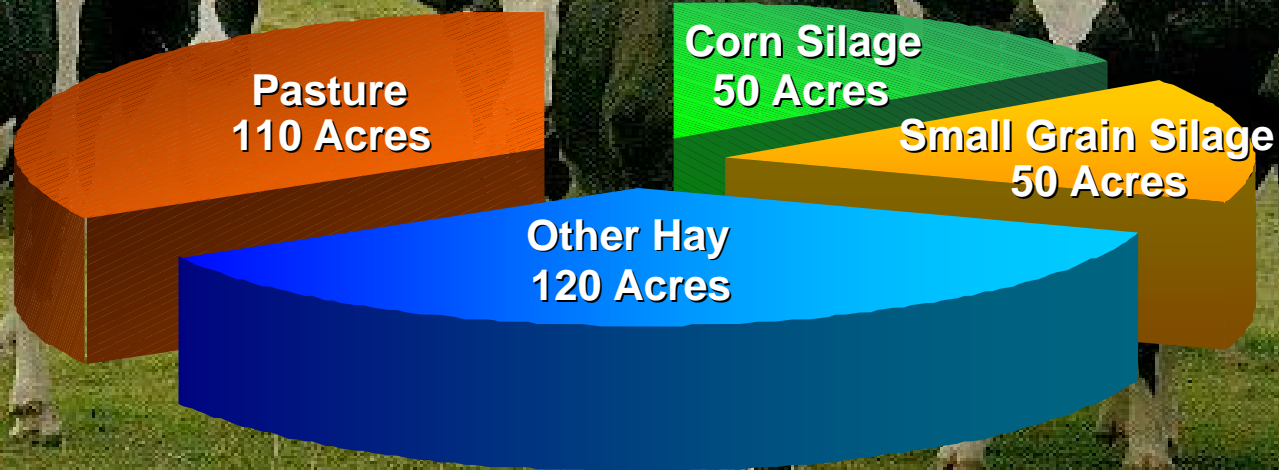 Pasture
110 Acres
Corn Silage
50 Acres
Small Grain Silage
50 Acres
Other Hay
120 Acres